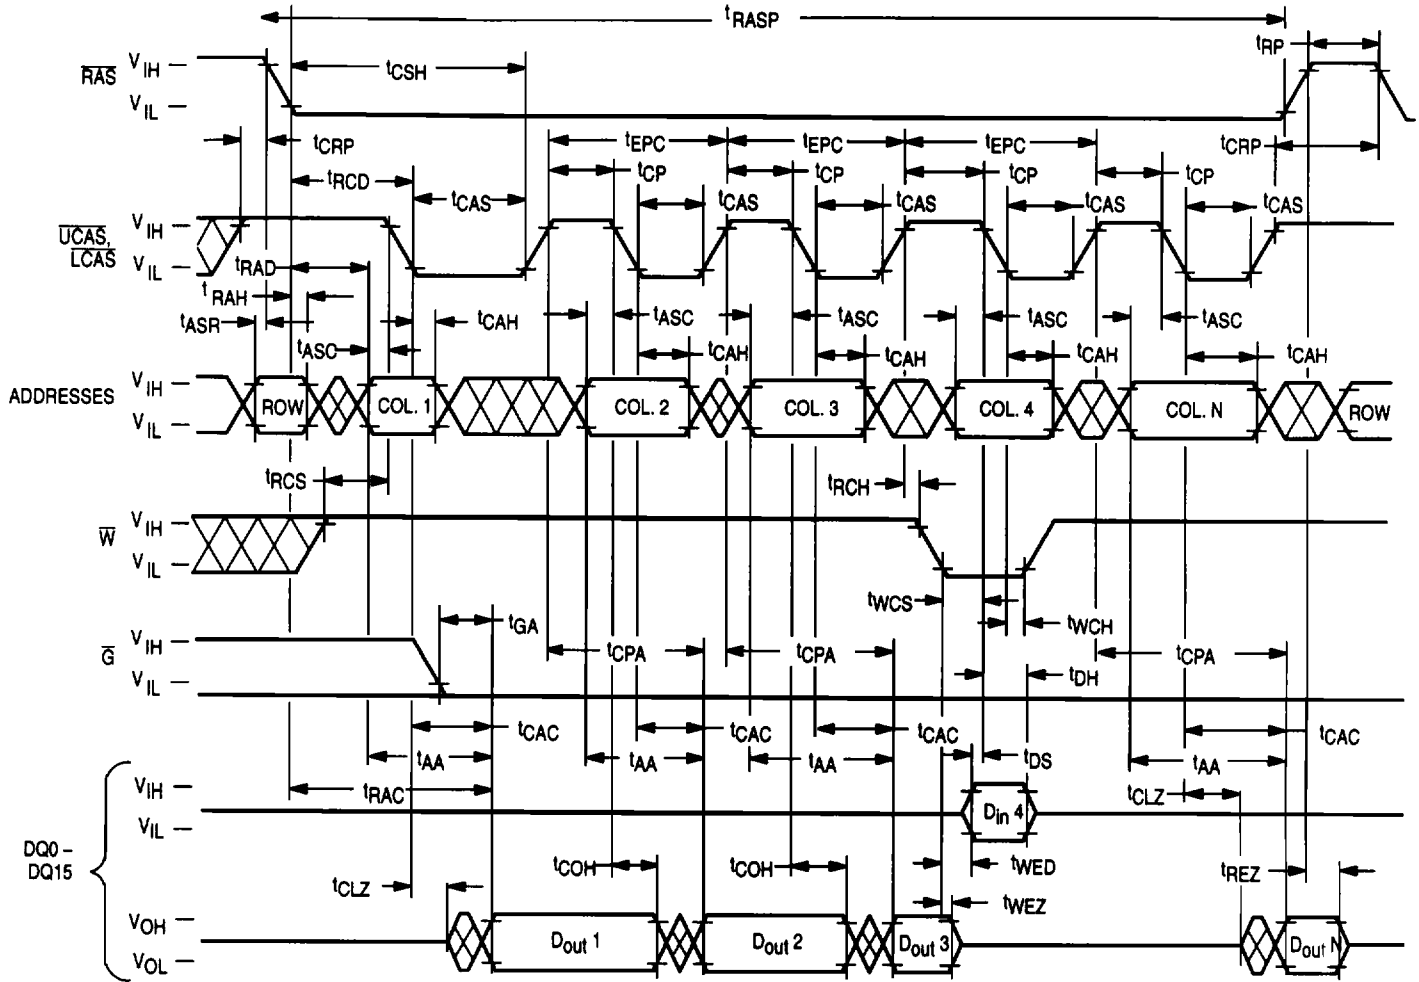 tRASP
tRP
RAS VIH
tCSH
VIL
tCRP tEPC tEPC tEPC tCRP
tRCD tCP tCP tCP tCP
tCAS tCAS tCAS tCAS tCAS
UCAS, VIH
LCAS VIL
tRAD
tRAH
tASR tCAH tASC tASC tASC tASC
tASC tCAH tCAH tCAH tCAH
ADDRESSES VIH
ROW COL. 1 COL. 2 COL. 3 COL. 4 COL. N ROW
VIL
tRCS tRCH
W VIH
VIL
tWCS
tGA tWCH
G VIH
tCPA tCPA tCPA
VIL tDH
tCAC tCAC tCAC tCAC
tAA tAA tAA tDS tAA
VIH tRAC tCLZ
Din 4
VIL
DQ0 –
DQ15
tCOH tCOH tWED
tCLZ tREZ
tWEZ
VOH
Dout 1 Dout 2 Dout 3 Dout N
VOL